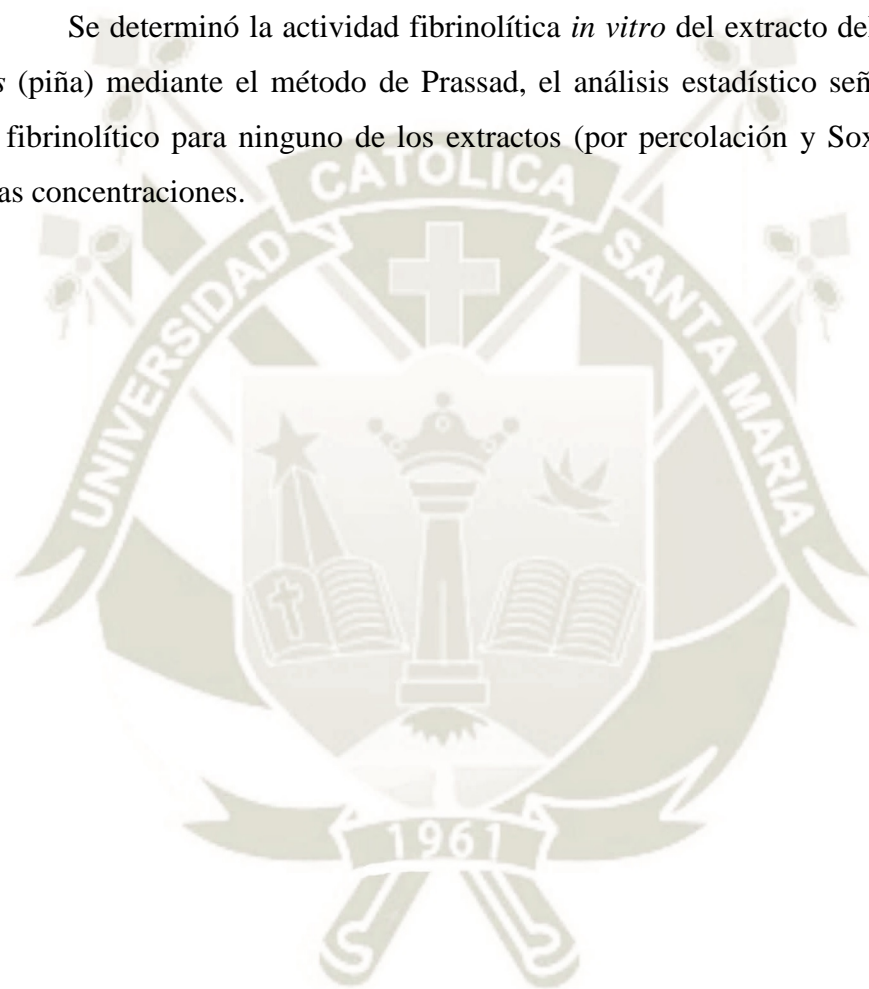 Se determinó la actividad fibrinolítica in vitro del extracto del
s (piña) mediante el método de Prassad, el análisis estadístico señ
fibrinolítico para ninguno de los extractos (por percolación y Sox
as concentraciones.
CATOLICA
UNIVERSIDAD
SANTA MARIA
1961